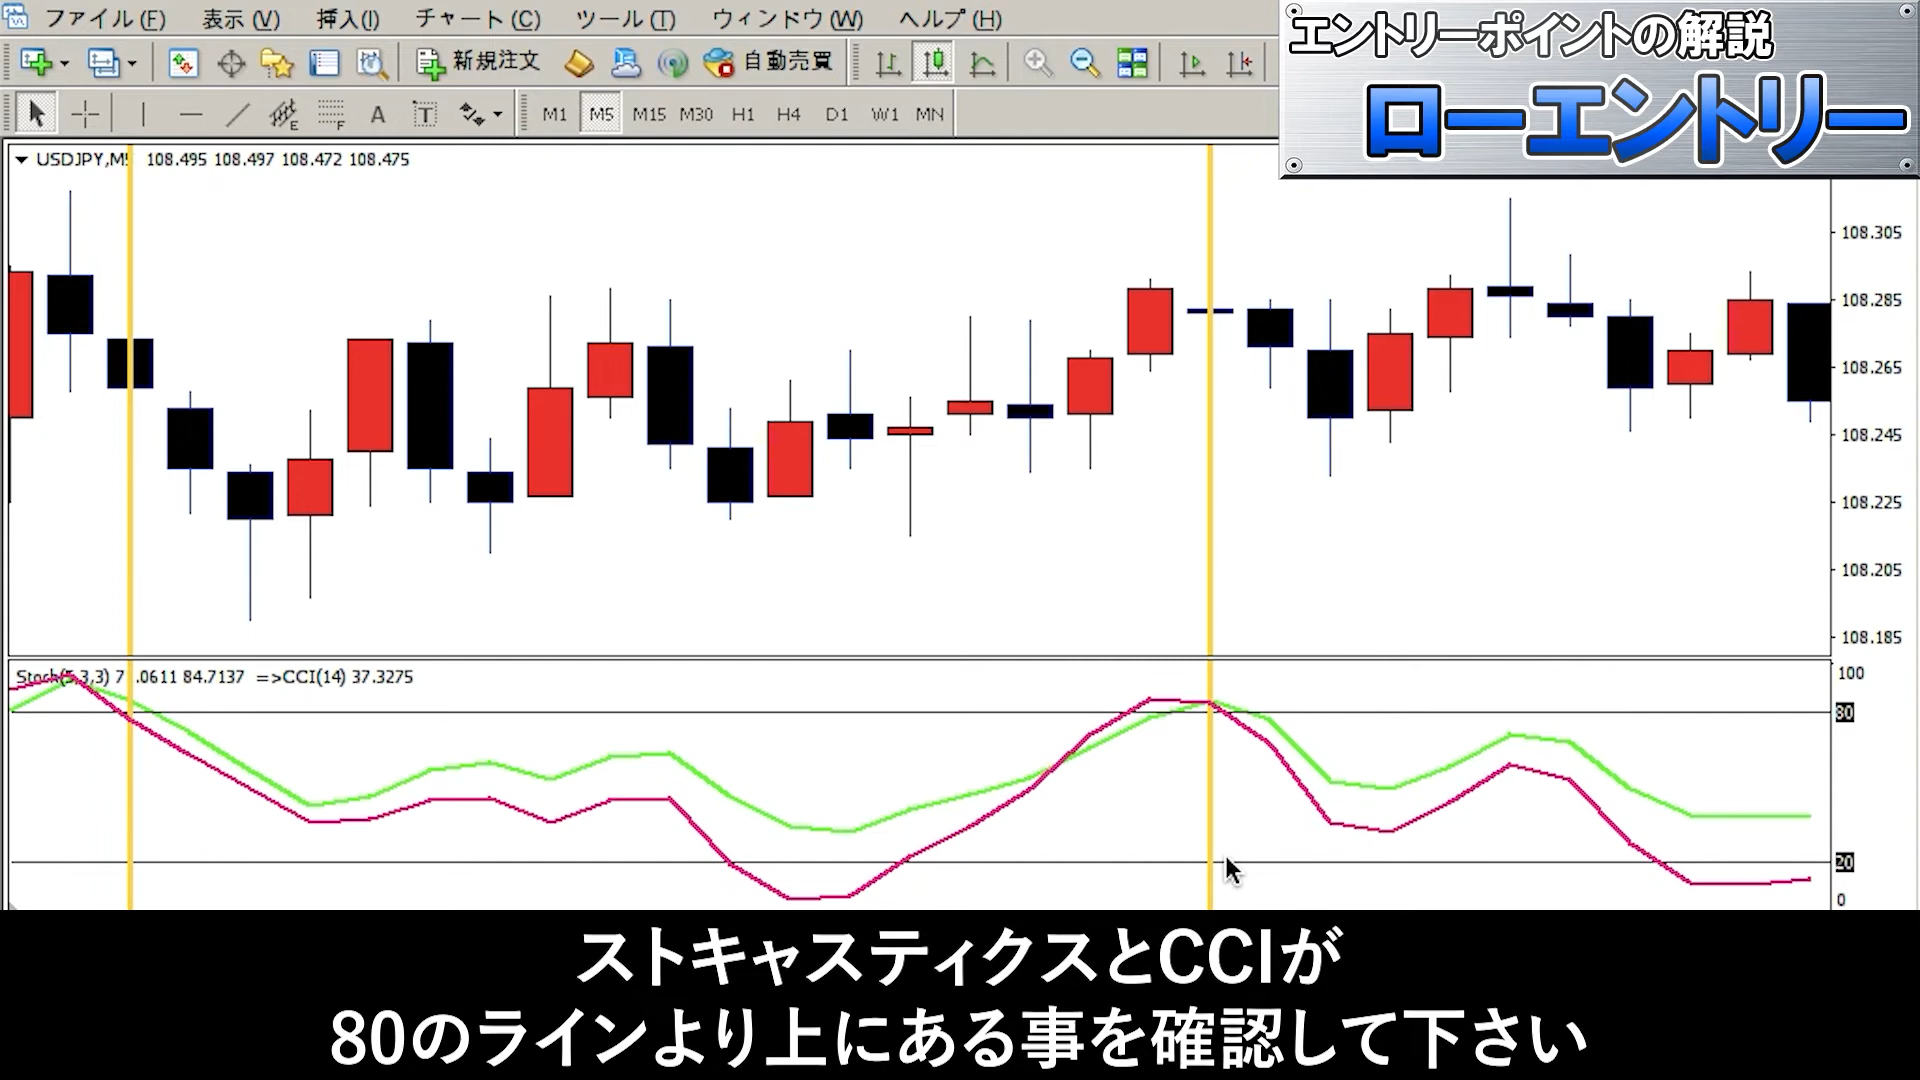 ファイル (F) 表示 (V) 挿入(I) チャート (C) ツール (T) ウィンドウ (W) ヘルプ (H)
エントリーポイントの解説
ローエントリー
新規注文 自動売買
E F A T M1 M5 M15 M30 H1 H4 D1 W1 MN
USDJPY,M5 108.495 108.497 108.472 108.475
108.305
108.285
108.265
108.245
108.225
108.205
108.185
Stoch(5,3,3) .0611 84.7137 =>CCI(14) 37.3275
100
80
20
0
ストキャスティクスとCCIが
80のラインより上にある事を確認して下さい